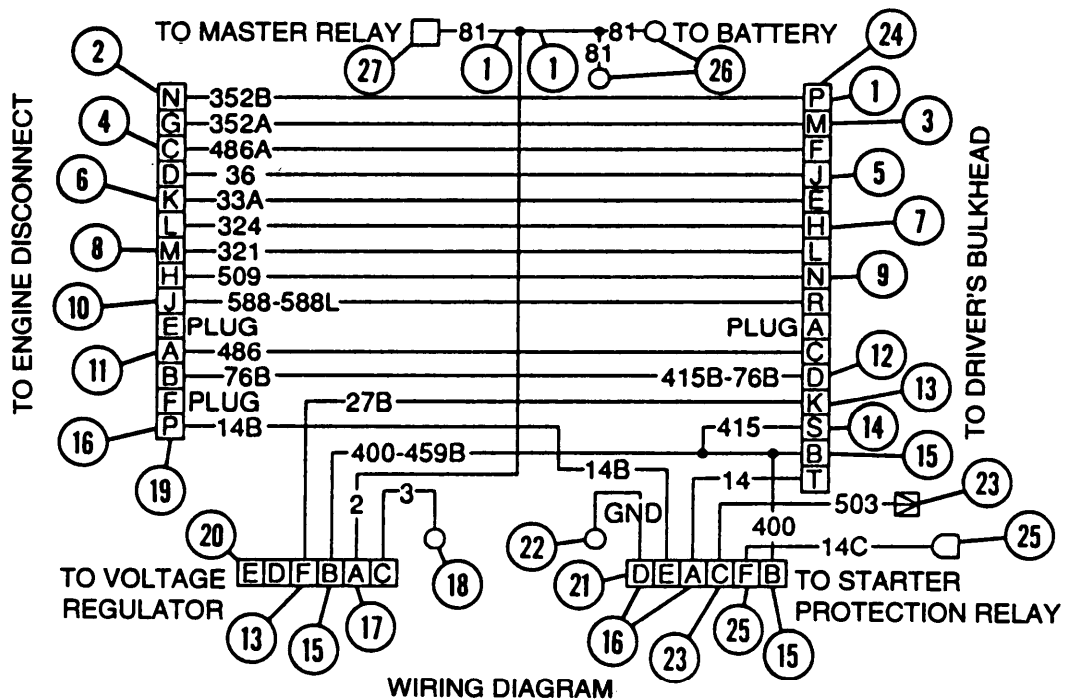 TO MASTER RELAY 81 81 TO BATTERY
81
27 1 1 26 24
2 1
N 352B P
G 352A M 3
4 C 486A F
D 36 J 5
6 K 33A E
L 324 H 7
8 M 321 L
H 509 N 9
10 J 588-588L R
E PLUG PLUG A
11 A 486 C 12
B 76B 415B-76B D
F PLUG 27B K 13
16 P 14B 415 S 14
400-459B B 15
19 14B 14 T
2 3 503 23
GND 400
20 18 22 14C 25
TO ENGINE DISCONNECT
TO DRIVER'S BULKHEAD
TO VOLTAGE
REGULATOR
E D F B A C
13 15 17
21 D E A C F B
16 23 25 15
TO STARTER
PROTECTION RELAY
WIRING DIAGRAM